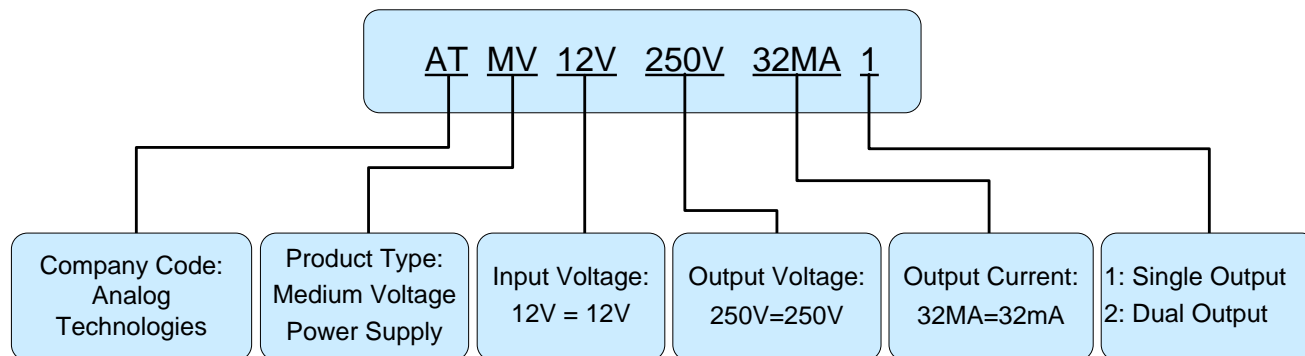 AT MV 12V 250V 32MA 1
Company Code:
Analog
Technologies
Product Type:
Medium Voltage
Power Supply
Input Voltage:
12V = 12V
Output Voltage:
250V=250V
Output Current:
32MA=32mA
1: Single Output
2: Dual Output